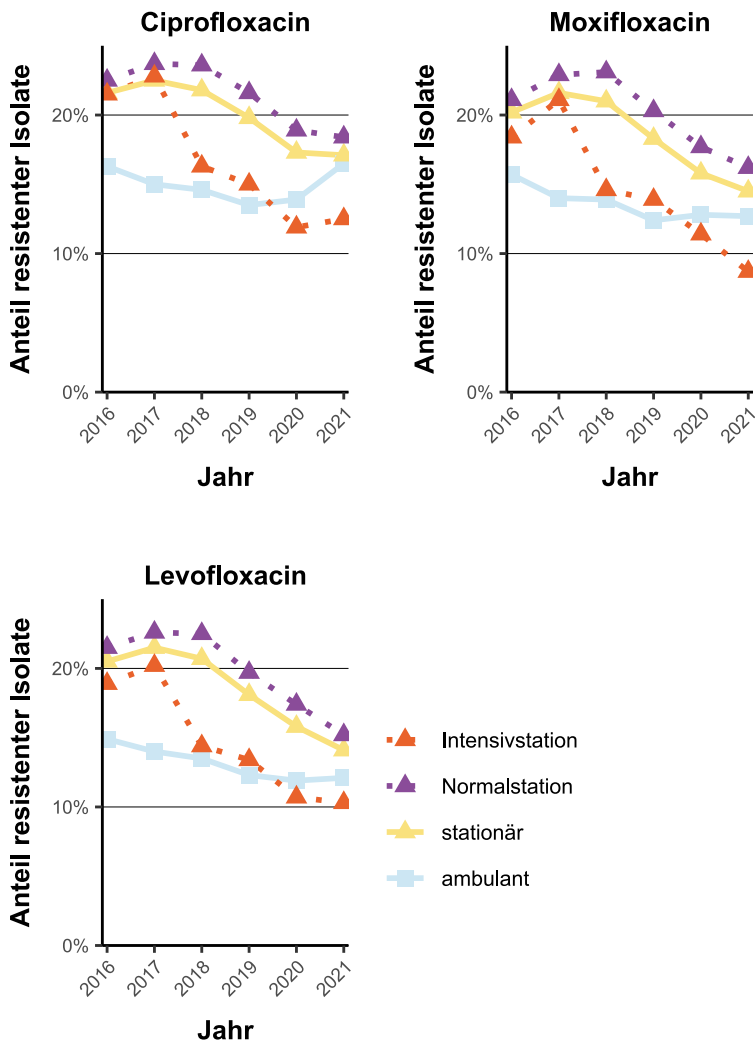 Ciprofloxacin
Anteil resistenter Isolate
20%
10%
0%
2016
2017
2018
2019
2020
2021
Jahr
Moxifloxacin
Anteil resistenter Isolate
20%
10%
0%
2016
2017
2018
2019
2020
2021
Jahr
Levofloxacin
Anteil resistenter Isolate
20%
10%
0%
2016
2017
2018
2019
2020
2021
Jahr
Intensivstation
Normalstation
stationär
ambulant